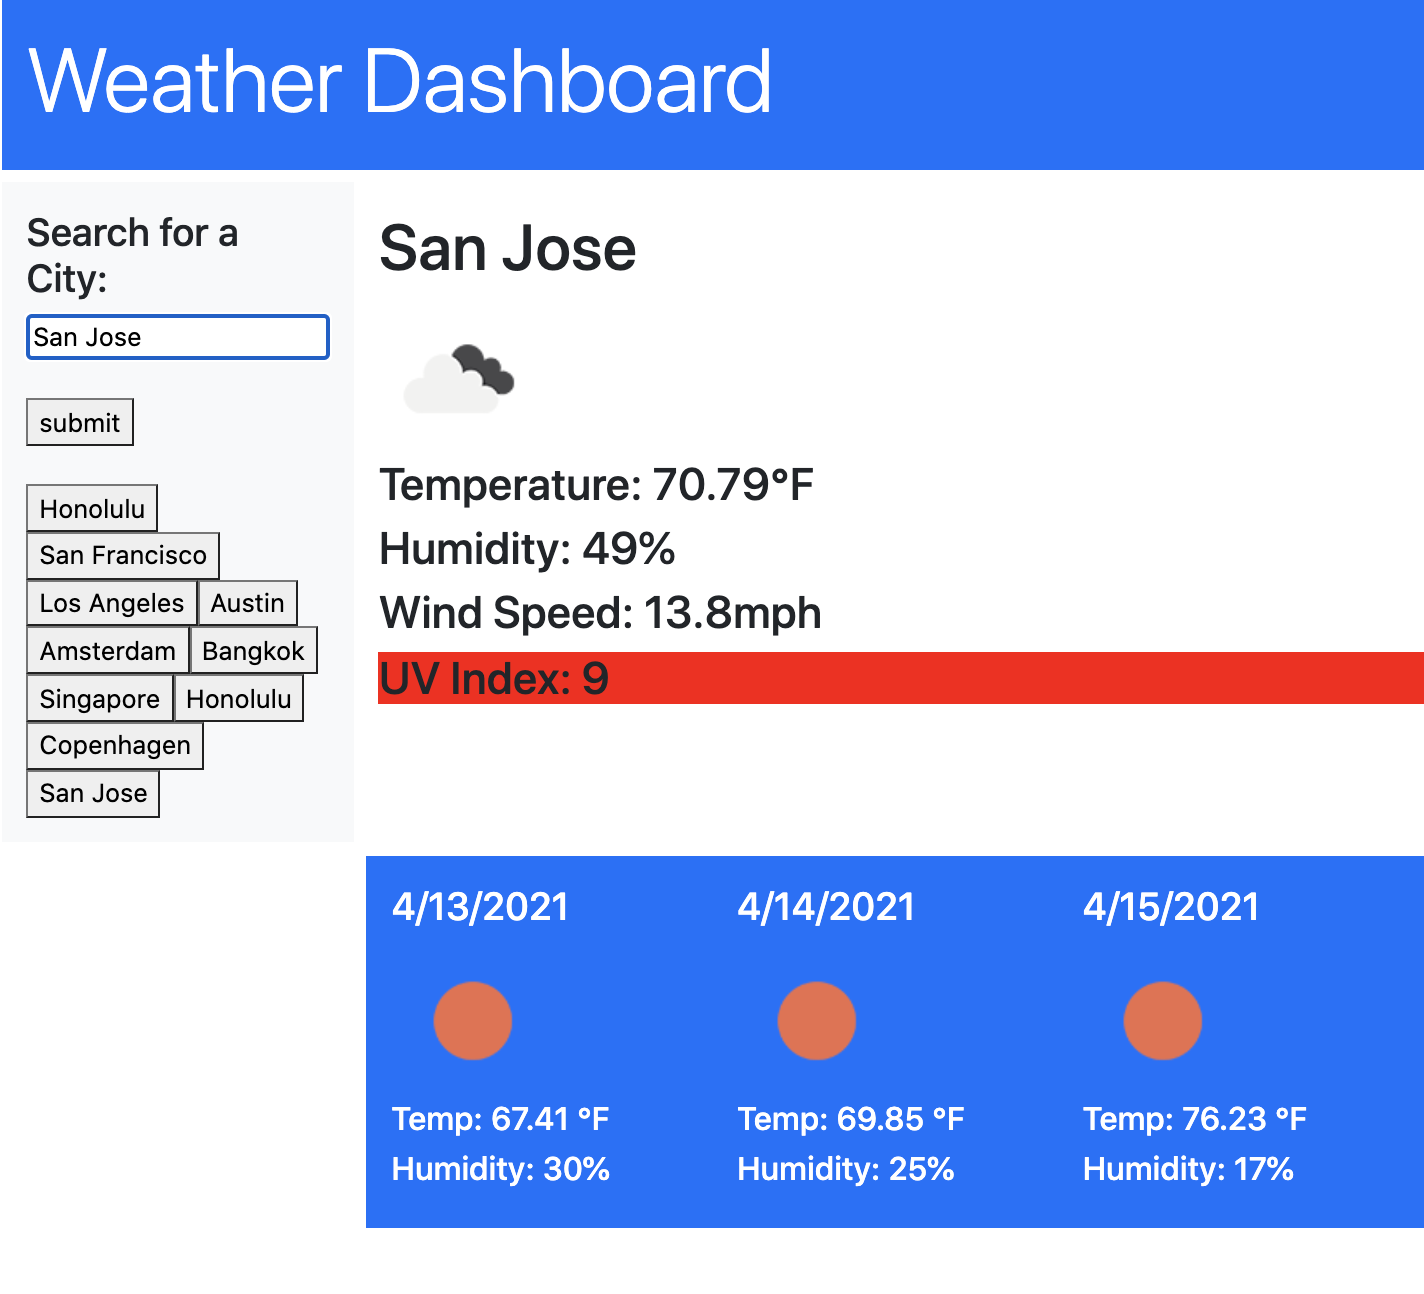 Weather Dashboard
Search for a
City:
San Jose
submit
Honolulu
San Francisco
Los Angeles Austin
Amsterdam Bangkok
Singapore Honolulu
Copenhagen
San Jose
San Jose
Temperature: 70.79°F
Humidity: 49%
Wind Speed: 13.8mph
UV Index: 9
4/13/2021
Temp: 67.41 °F
Humidity: 30%
4/14/2021
Temp: 69.85 °F
Humidity: 25%
4/15/2021
Temp: 76.23 °F
Humidity: 17%